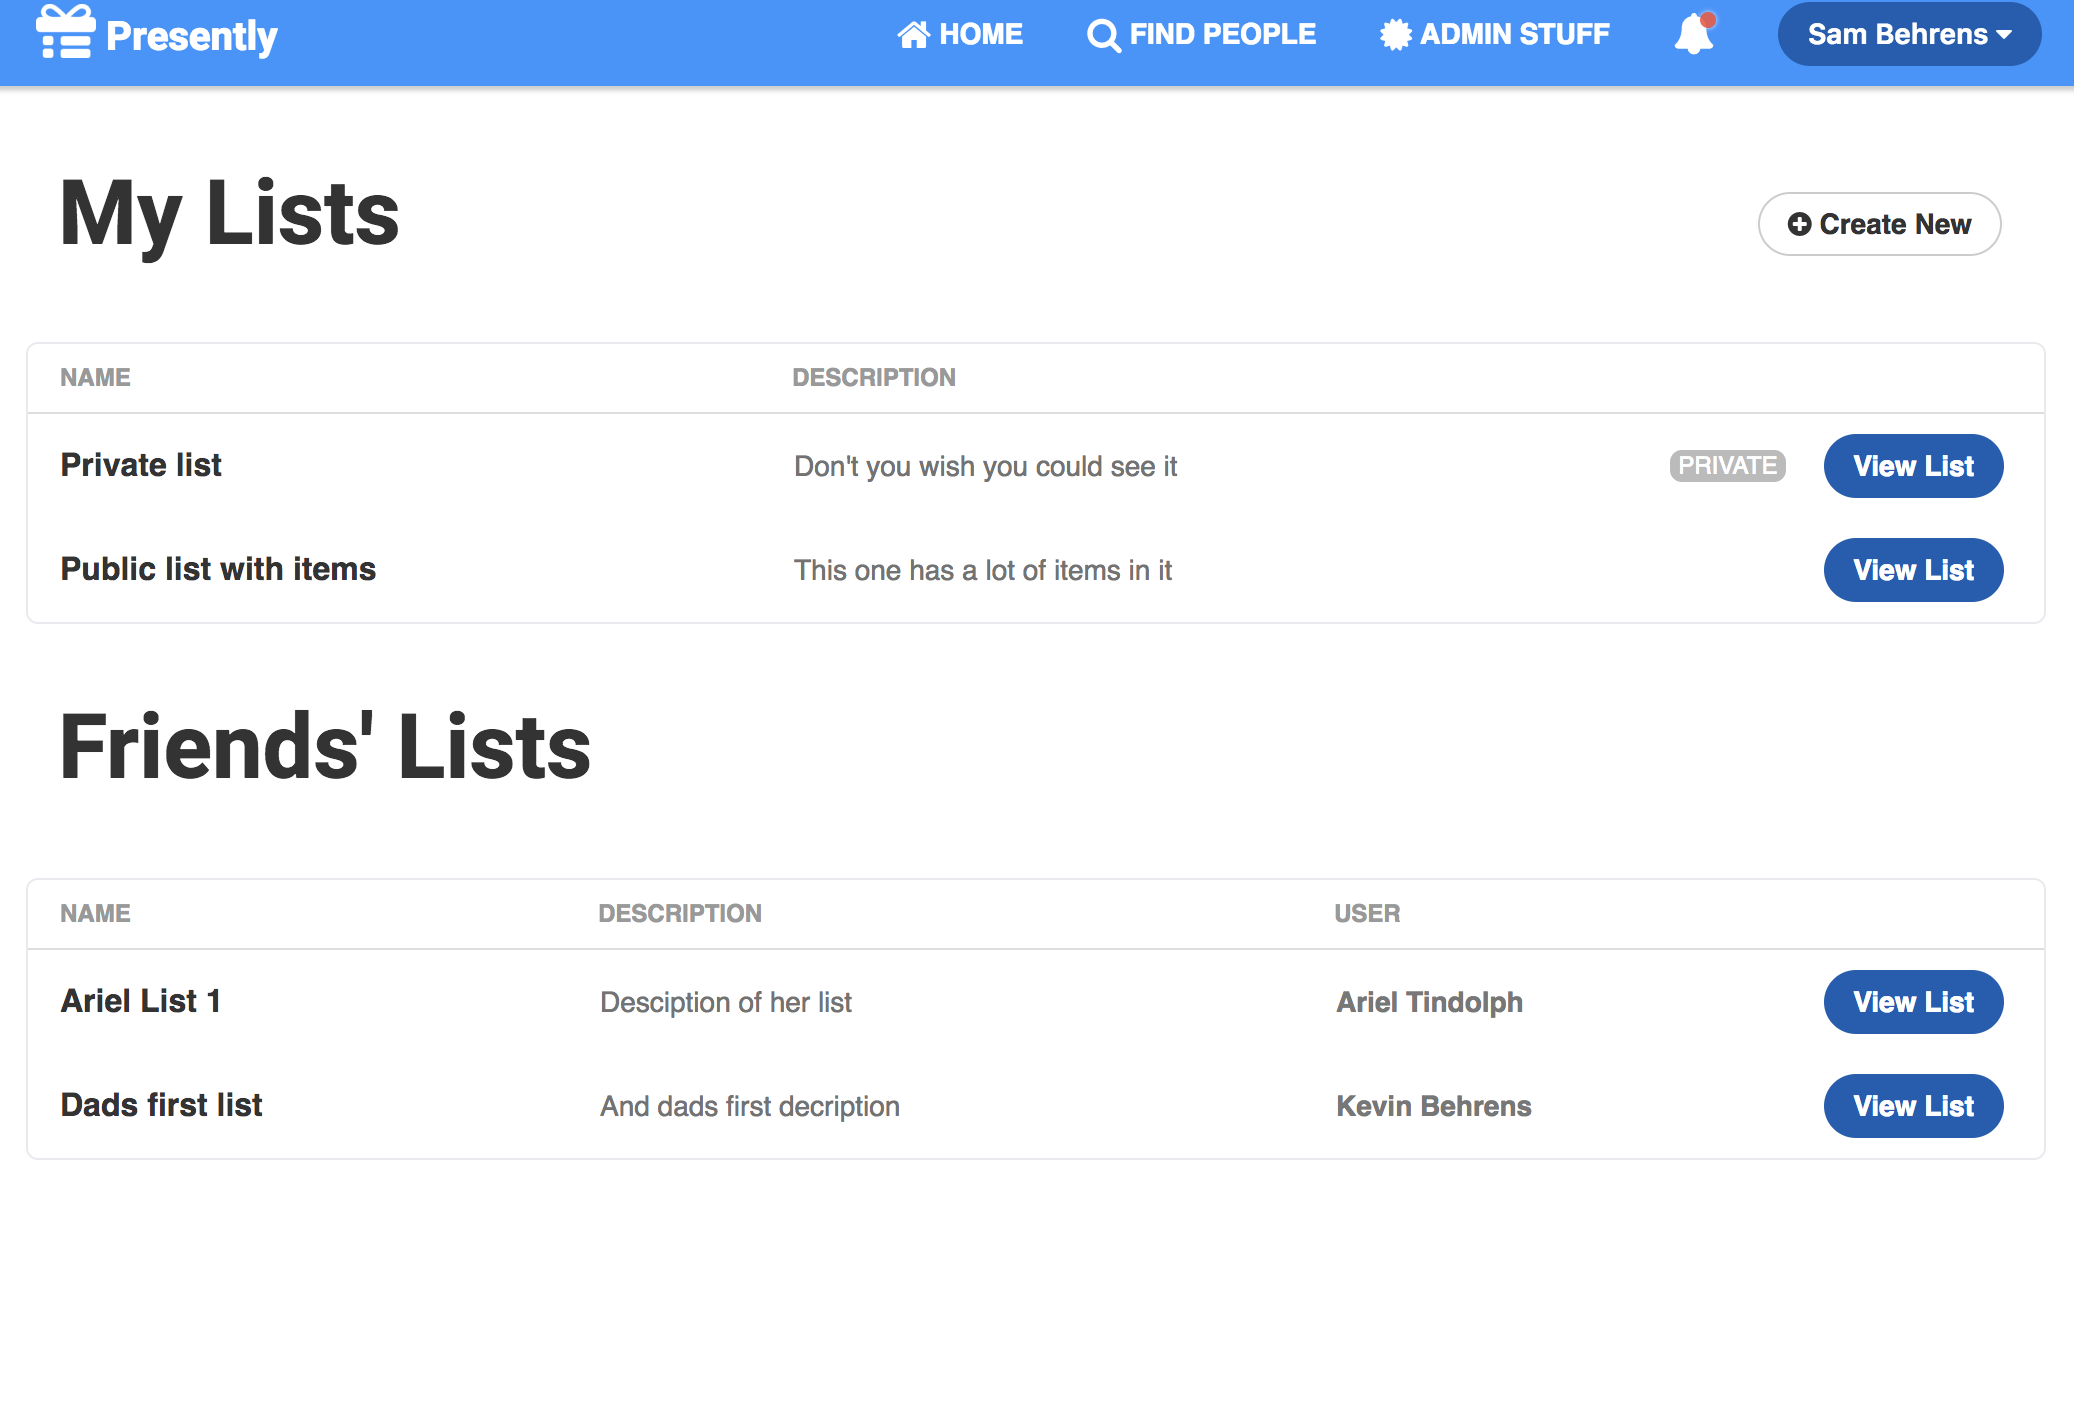 Presently HOME FIND PEOPLE ADMIN STUFF Sam Behrens
My Lists Create New
NAME DESCRIPTION
Private list Don't you wish you could see it PRIVATE View List
Public list with items This one has a lot of items in it View List
Friends' Lists
NAME DESCRIPTION USER
Ariel List 1 Desciption of her list Ariel Tindolph View List
Dads first list And dads first decription Kevin Behrens View List